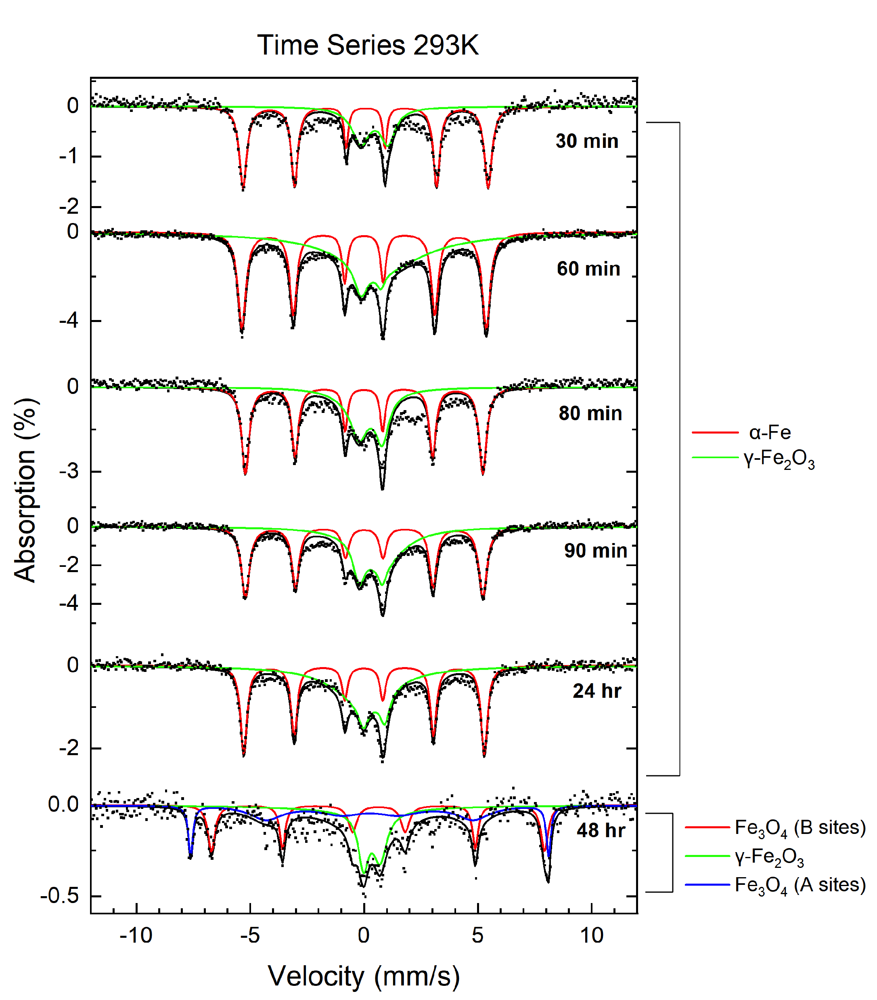 Time Series 293K
0
-1
-2
30 min
0
-4
60 min
0
-3
80 min
0
-2
-4
90 min
0
-2
24 hr
0.0
-0.5
48 hr
α-Fe
γ-Fe₂O₃
Fe₃O₄ (B sites)
γ-Fe₂O₃
Fe₃O₄ (A sites)
Absorption (%)
-10 -5 0 5 10
Velocity (mm/s)